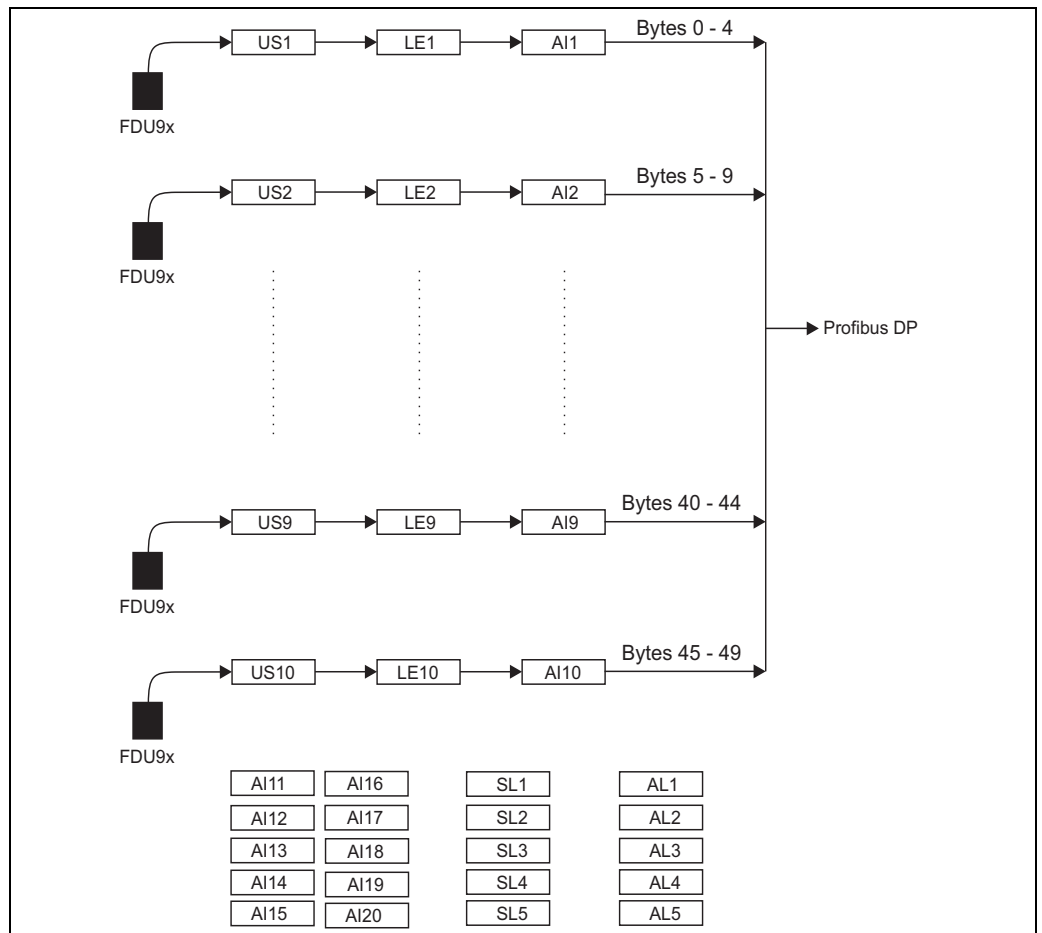 Bytes 0 - 4
US1 LE1 AI1
FDU9x
Bytes 5 - 9
US2 LE2 AI2
FDU9x
Profibus DP
Bytes 40 - 44
US9 LE9 AI9
FDU9x
Bytes 45 - 49
US10 LE10 AI10
FDU9x
AI11 AI16 SL1 AL1
AI12 AI17 SL2 AL2
AI13 AI18 SL3 AL3
AI14 AI19 SL4 AL4
AI15 AI20 SL5 AL5